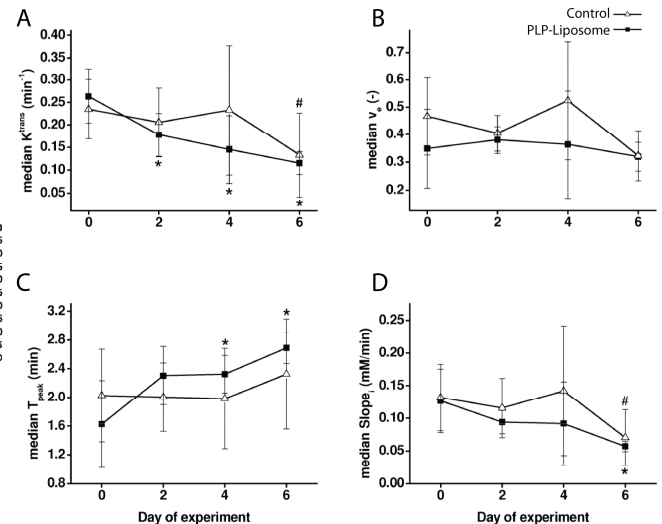 A
B
Control
PLP-Liposome
0.40
0.35
0.30
0.25
0.20
0.15
0.10
0.05
median Ktrans (min-1)
#
*
*
*
0 2 4 6
0.7
0.6
0.5
0.4
0.3
0.2
median ve (-)
0 2 4 6
C
D
3.2
2.8
2.4
2.0
1.6
1.2
0.8
median Tpeak (min)
*
*
0 2 4 6
Day of experiment
0.25
0.20
0.15
0.10
0.05
0.00
median Slopei (mM/min)
#
*
0 2 4 6
Day of experiment